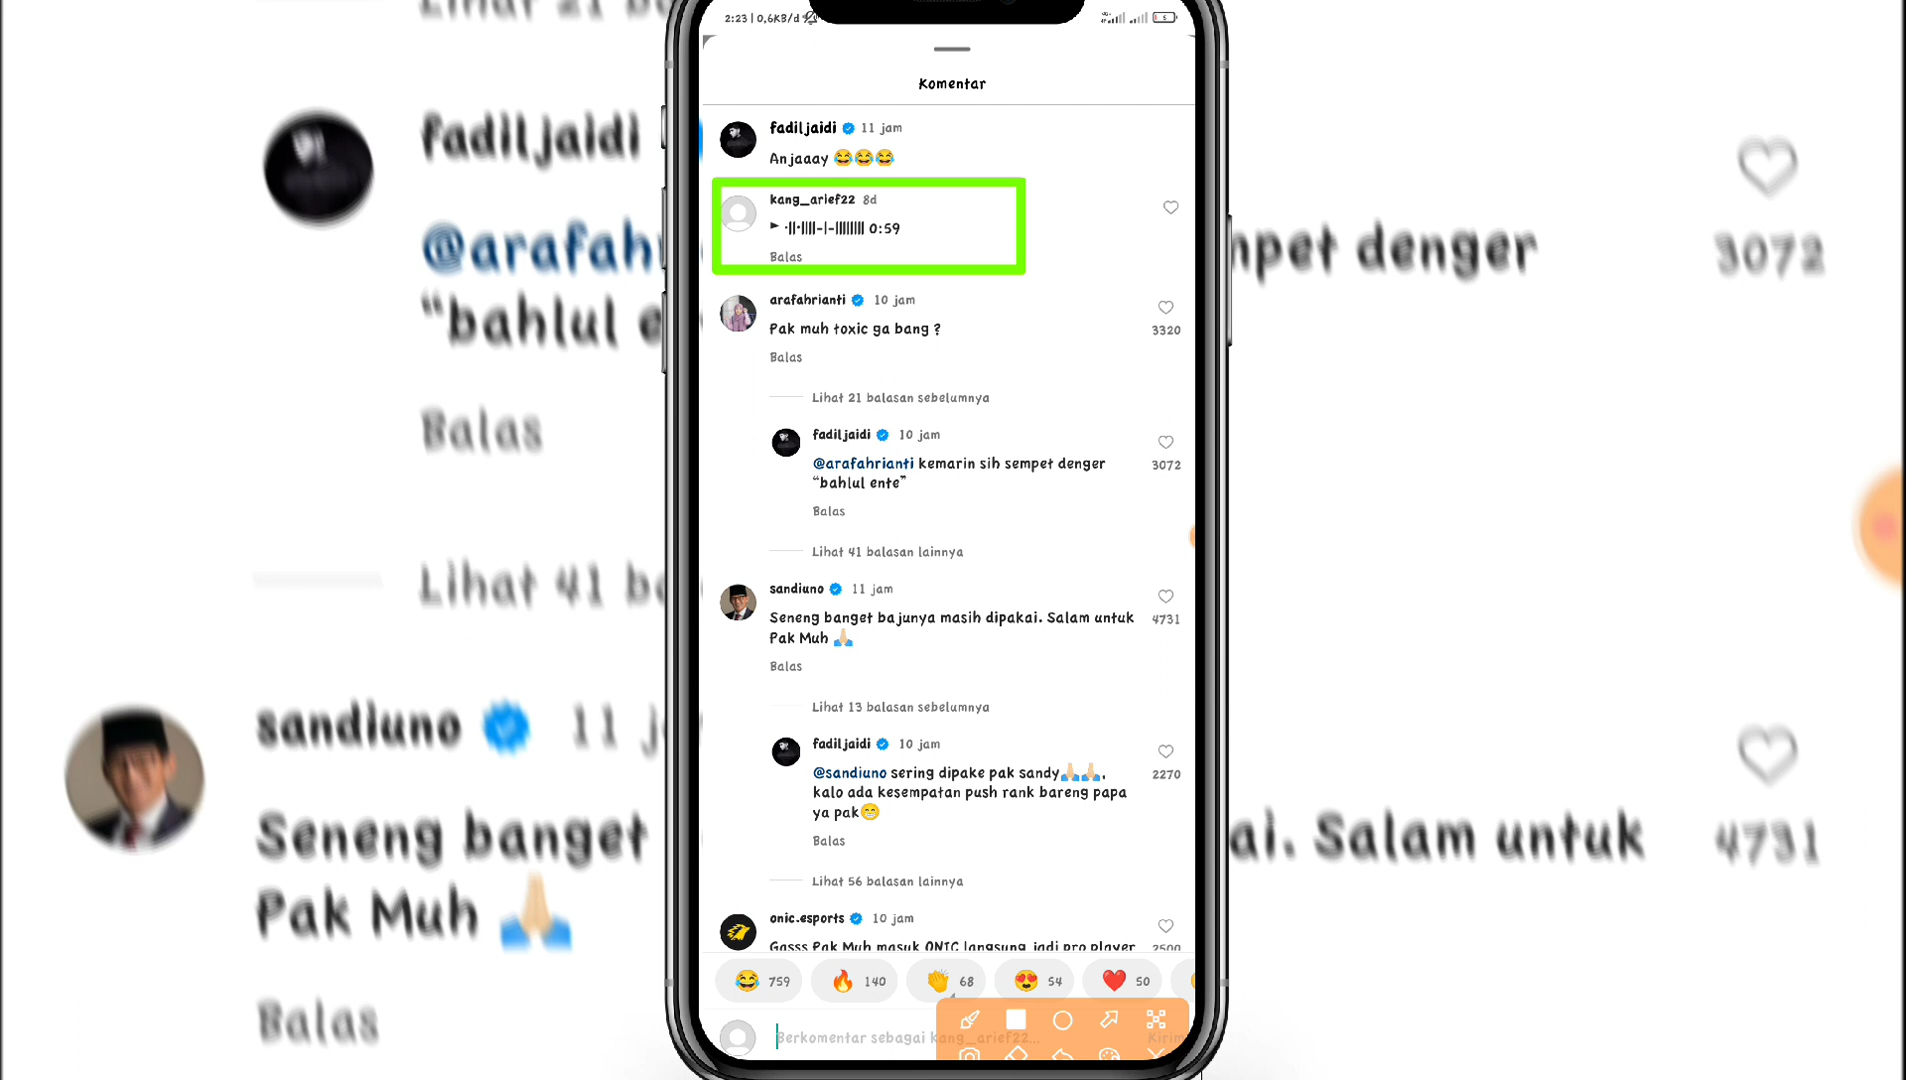 2:23 | 0,6KB/d
Komentar
fadiljaidi 11 jam
Anjaaay 😂😂😂
kang_arief22 8d
► ·||·||||-|-|||||||| 0:59
Balas
arafahrianti 10 jam
Pak muh toxic ga bang ?
3320
Balas
Lihat 21 balasan sebelumnya
fadiljaidi 10 jam
@arafahrianti kemarin sih sempet denger
“bahlul ente”
3072
Balas
Lihat 41 balasan lainnya
sandiuno 11 jam
Seneng banget bajunya masih dipakai. Salam untuk
Pak Muh 🙏🏻
4731
Balas
Lihat 13 balasan sebelumnya
fadiljaidi 10 jam
@sandiuno sering dipake pak sandy🙏🏻🙏🏻.
kalo ada kesempatan push rank bareng papa
ya pak😁
2270
Balas
Lihat 56 balasan lainnya
onic.esports 10 jam
Gasss Pak Muh masuk ONIC langsung jadi pro player
2500
😂 759 🔥 140 👏 68 😍 54 ❤️ 50
Berkomentar sebagai kang_arief22...
Kirim
fadiljaidi
@arafahr
mpet denger
3072
“bahlul e
Balas
Lihat 41 ba
sandiuno 11 j
Seneng banget
ai. Salam untuk
4731
Pak Muh 🙏🏻
Balas